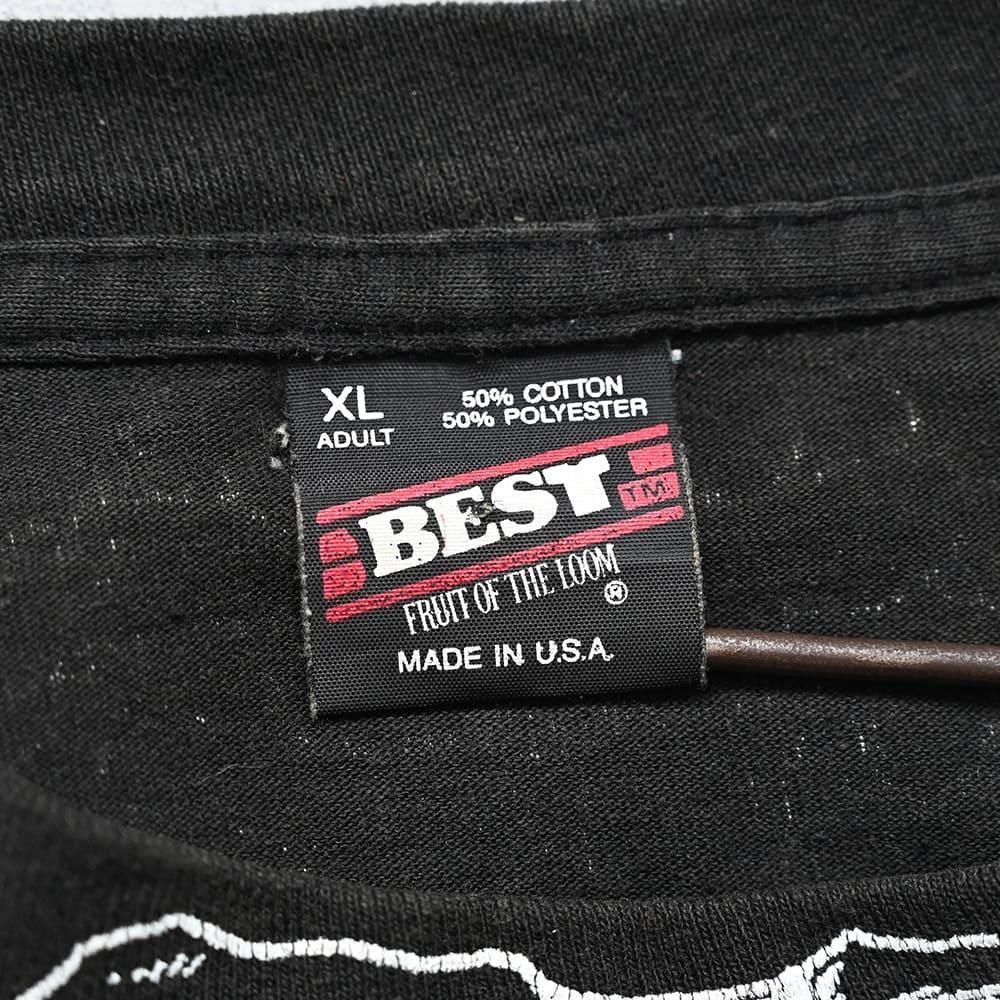 XL
ADULT
50% COTTON
50% POLYESTER
BEST
TM
FRUIT OF THE LOOM
®
MADE IN U.S.A.